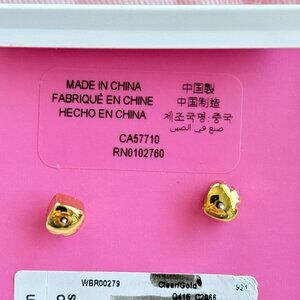 MADE IN CHINA
FABRIQUÉ EN CHINE
HECHO EN CHINA
CA57710
RN0102760
中国製
中国制造
제조국명:중국
صنع في الصين
WBR00279
Clear/Gold